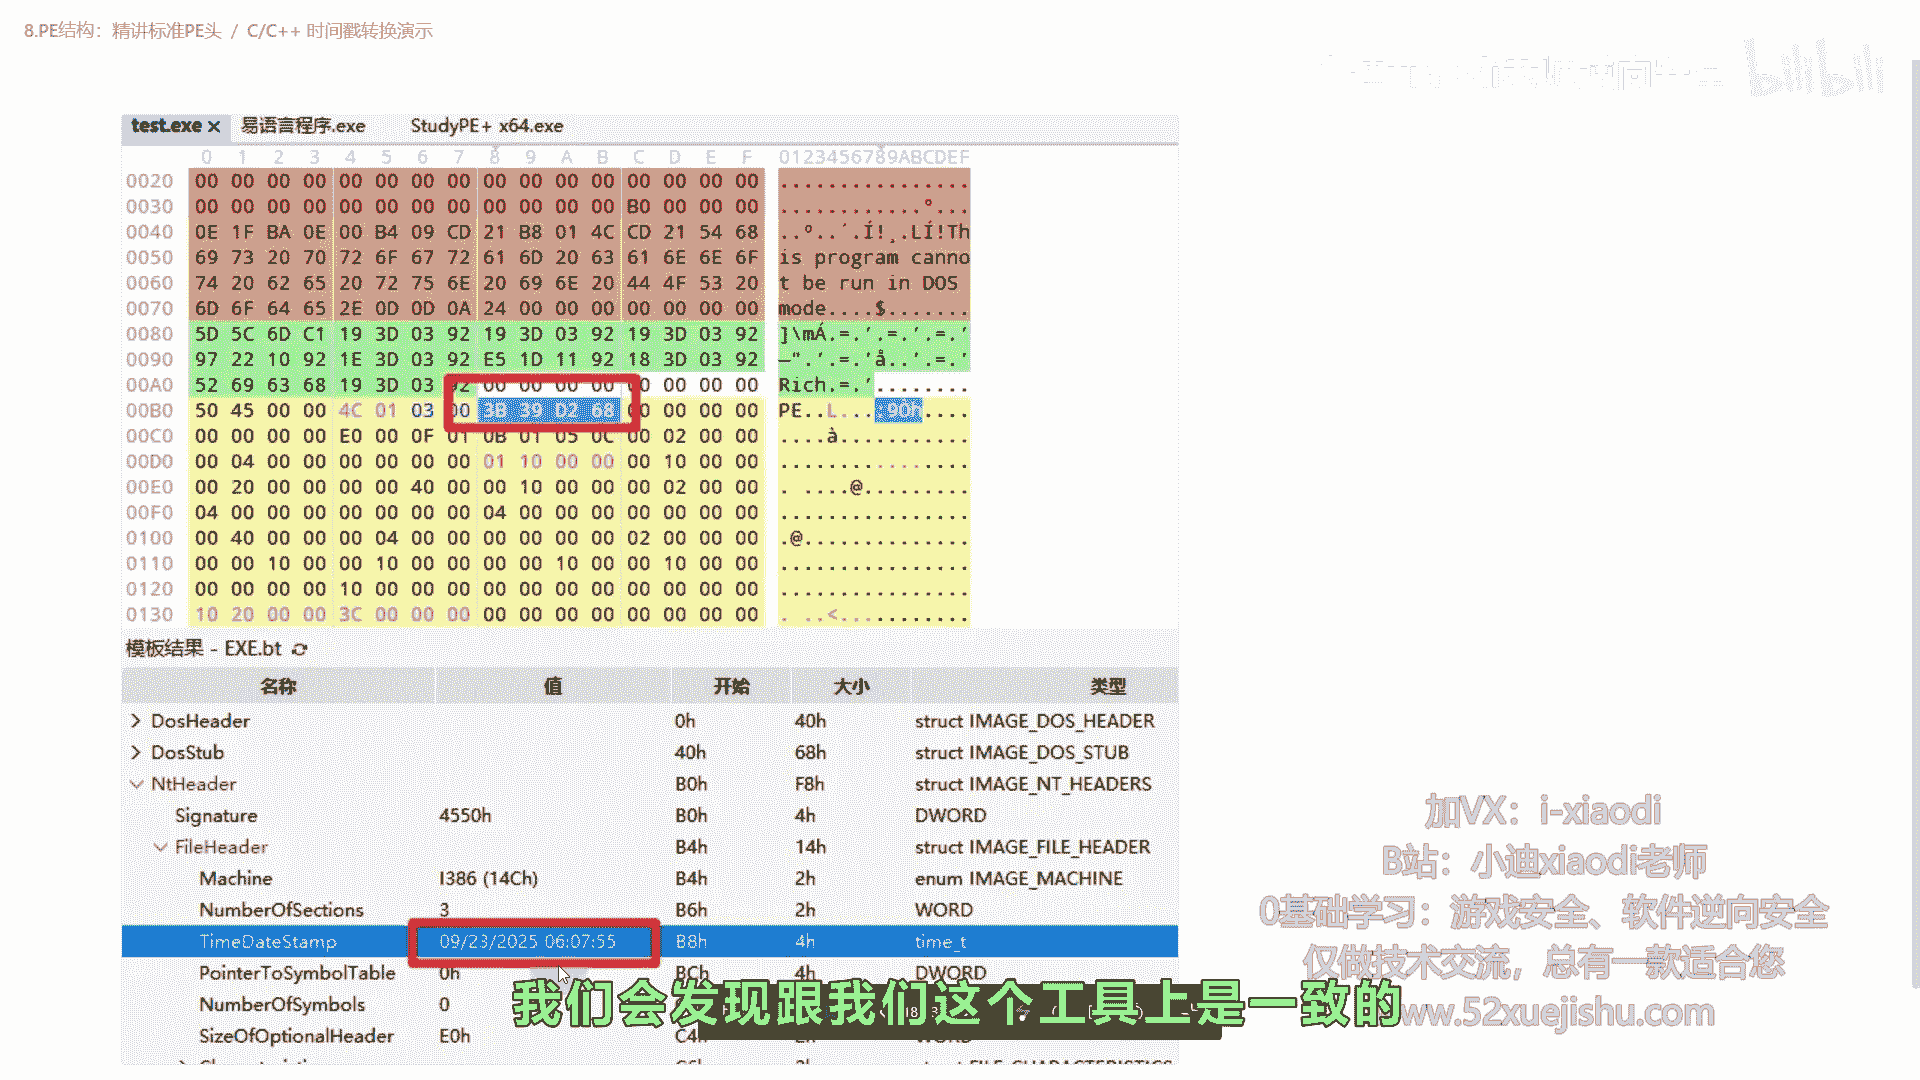 8.PE结构：精讲标准PE头 / C/C++ 时间戳转换演示
bilibili
test.exe × 易语言程序.exe StudyPE+ x64.exe
0 1 2 3 4 5 6 7 8 9 A B C D E F 0123456789ABCDEF
0020 00 00 00 00 00 00 00 00 00 00 00 00 00 00 00 00 ................
0030 00 00 00 00 00 00 00 00 00 00 00 00 B0 00 00 00 ............°...
0040 0E 1F BA 0E 00 B4 09 CD 21 B8 01 4C CD 21 54 68 ..º..´.Í!¸.LÍ!Th
0050 69 73 20 70 72 6F 67 72 61 6D 20 63 61 6E 6E 6F is program canno
0060 74 20 62 65 20 72 75 6E 20 69 6E 20 44 4F 53 20 t be run in DOS
0070 6D 6F 64 65 2E 0D 0D 0A 24 00 00 00 00 00 00 00 mode....$.......
0080 5D 5C 6D C1 19 3D 03 92 19 3D 03 92 19 3D 03 92 ]\mÁ.=.’.=.’.=.’
0090 97 22 10 92 1E 3D 03 92 E5 1D 11 92 18 3D 03 92 —".’.=.’å..’.=.’
00A0 52 69 63 68 19 3D 03 92 00 00 00 00 00 00 00 00 Rich.=.’........
00B0 50 45 00 00 4C 01 03 00 3B 39 D2 68 00 00 00 00 PE..L...;9Òh....
00C0 00 00 00 00 E0 00 0F 01 0B 01 05 0C 00 02 00 00 ....à...........
00D0 00 04 00 00 00 00 00 00 01 10 00 00 00 10 00 00 ................
00E0 00 20 00 00 00 00 40 00 00 10 00 00 00 02 00 00 . ....@.........
00F0 04 00 00 00 00 00 00 00 04 00 00 00 00 00 00 00 ................
0100 00 40 00 00 00 04 00 00 00 00 00 00 02 00 00 00 .@..............
0110 00 00 10 00 00 10 00 00 00 00 10 00 00 10 00 00 ................
0120 00 00 00 00 10 00 00 00 00 00 00 00 00 00 00 00 ................
0130 10 20 00 00 3C 00 00 00 00 00 00 00 00 00 00 00 . ..<...........
模板结果 - EXE.bt
名称 值 开始 大小 类型
DosHeader 0h 40h struct IMAGE_DOS_HEADER
DosStub 40h 68h struct IMAGE_DOS_STUB
NtHeader B0h F8h struct IMAGE_NT_HEADERS
Signature 4550h B0h 4h DWORD
FileHeader B4h 14h struct IMAGE_FILE_HEADER
Machine I386 (14Ch) B4h 2h enum IMAGE_MACHINE
NumberOfSections 3 B6h 2h WORD
TimeDateStamp 09/23/2025 06:07:55 B8h 4h time_t
PointerToSymbolTable 0h BCh 4h DWORD
NumberOfSymbols 0
SizeOfOptionalHeader E0h C4h
我们会发现跟我们这个工具上是一致的
加VX：i-xiaodi
B站：小迪xiaodi老师
0基础学习：游戏安全、软件逆向安全
仅做技术交流，总有一款适合您
www.52xuejishu.com